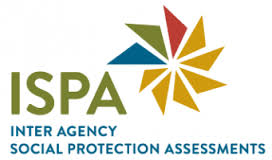 ISPA
INTER AGENCY
SOCIAL PROTECTION ASSESSMENTS